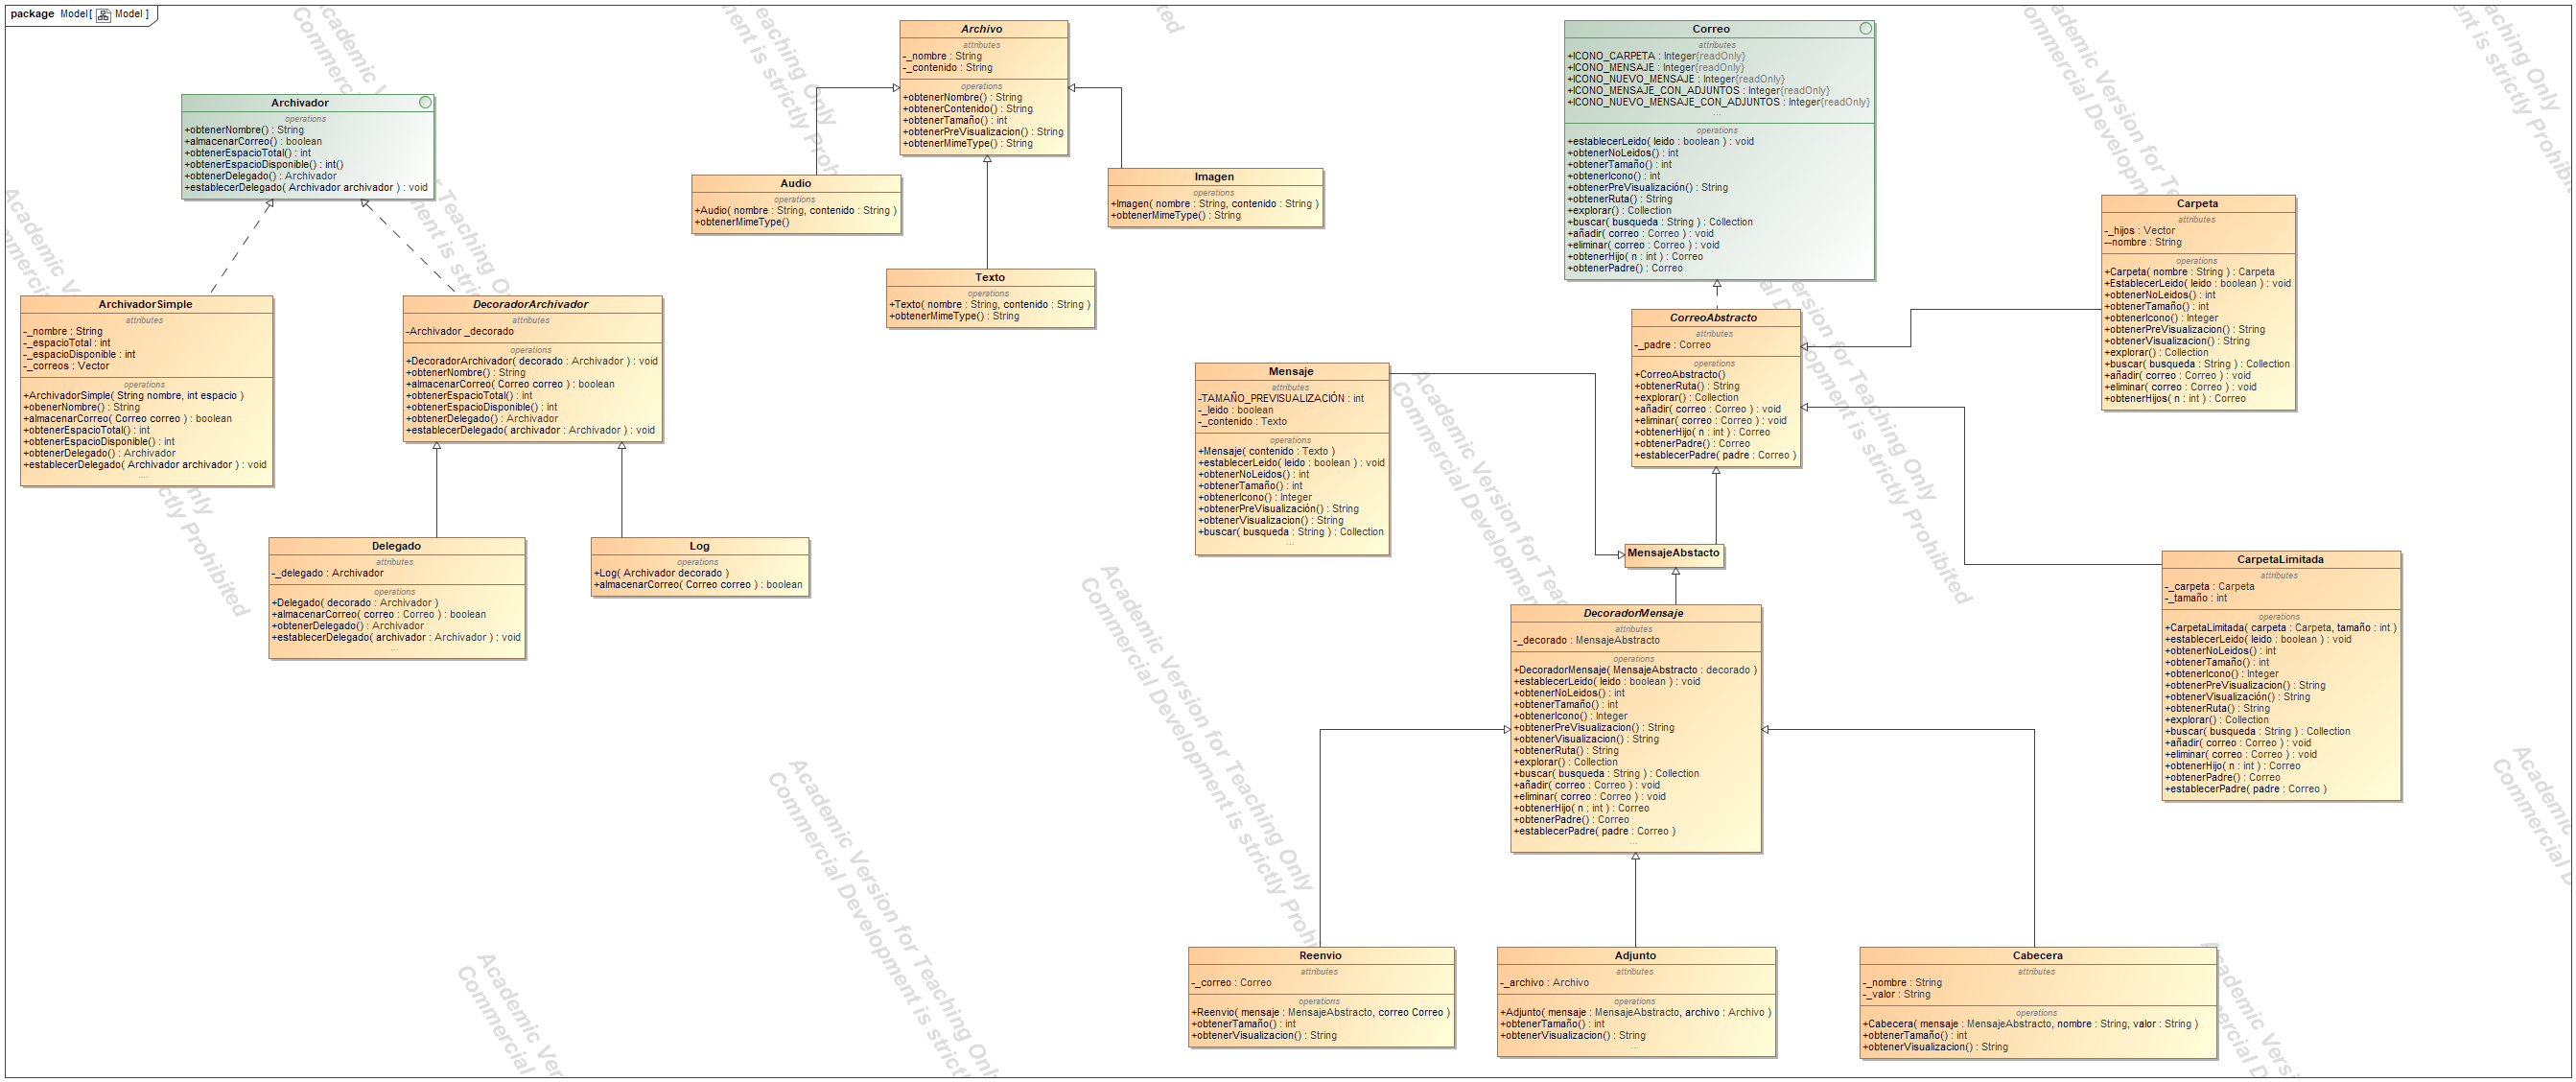 package Model [ Model ]
Archivador
operations
+obtenerNombre() : String
+almacenarCorreo() : boolean
+obtenerEspacioTotal() : int
+obtenerEspacioDisponible() : int()
+obtenerDelegado() : Archivador
+establecerDelegado( Archivador archivador ) : void
ArchivadorSimple
attributes
-_nombre : String
-_espacioTotal : int
-_espacioDisponible : int
-_correos : Vector
operations
+ArchivadorSimple( String nombre, int espacio )
+obenerNombre() : String
+almacenarCorreo( Correo correo ) : boolean
+obtenerEspacioTotal() : int
+obtenerEspacioDisponible() : int
+obtenerDelegado() : Archivador
+establecerDelegado( Archivador archivador ) : void
...
DecoradorArchivador
attributes
-Archivador _decorado
operations
+DecoradorArchivador( decorado : Archivador ) : void
+obtenerNombre() : String
+almacenarCorreo( Correo correo ) : boolean
+obtenerEspacioTotal() : int
+obtenerEspacioDisponible() : int
+obtenerDelegado() : Archivador
+establecerDelegado( archivador : Archivador ) : void
Delegado
attributes
-_delegado : Archivador
operations
+Delegado( decorado : Archivador )
+almacenarCorreo( correo : Correo ) : boolean
+obtenerDelegado() : Archivador
+establecerDelegado( archivador : Archivador ) : void
...
Log
operations
+Log( Archivador decorado )
+almacenarCorreo( Correo correo ) : boolean
Archivo
attributes
-_nombre : String
-_contenido : String
operations
+obtenerNombre() : String
+obtenerContenido() : String
+obtenerTamaño() : int
+obtenerPreVisualizacion() : String
+obtenerMimeType() : String
Audio
operations
+Audio( nombre : String, contenido : String )
+obtenerMimeType()
Imagen
operations
+Imagen( nombre : String, contenido : String )
+obtenerMimeType() : String
Texto
operations
+Texto( nombre : String, contenido : String )
+obtenerMimeType() : String
Correo
attributes
+ICONO_CARPETA : Integer{readOnly}
+ICONO_MENSAJE : Integer{readOnly}
+ICONO_NUEVO_MENSAJE : Integer{readOnly}
+ICONO_MENSAJE_CON_ADJUNTOS : Integer{readOnly}
+ICONO_NUEVO_MENSAJE_CON_ADJUNTOS : Integer{readOnly}
...
operations
+establecerLeido( leido : boolean ) : void
+obtenerNoLeidos() : int
+obtenerTamaño() : int
+obtenerIcono() : int
+obtenerPreVisualización() : String
+obtenerRuta() : String
+explorar() : Collection
+buscar( busqueda : String ) : Collection
+añadir( correo : Correo ) : void
+eliminar( correo : Correo ) : void
+obtenerHijo( n : int ) : Correo
+obtenerPadre() : Correo
CorreoAbstracto
attributes
-_padre : Correo
operations
+CorreoAbstracto()
+obtenerRuta() : String
+explorar() : Collection
+añadir( correo : Correo ) : void
+eliminar( correo : Correo ) : void
+obtenerHijo( n : int ) : Correo
+obtenerPadre() : Correo
+establecerPadre( padre : Correo )
Carpeta
attributes
-_hijos : Vector
--nombre : String
operations
+Carpeta( nombre : String ) : Carpeta
+EstablecerLeido( leido : boolean ) : void
+obtenerNoLeidos() : int
+obtenerTamaño() : int
+obtenerIcono() : Integer
+obtenerPreVisualizacion() : String
+obtenerVisualizacion() : String
+explorar() : Collection
+buscar( busqueda : String ) : Collection
+añadir( correo : Correo ) : void
+eliminar( correo : Correo ) : void
+obtenerHijos( n : int ) : Correo
Mensaje
attributes
-TAMAÑO_PREVISUALIZACIÓN : int
-_leido : boolean
-_contenido : Texto
operations
+Mensaje( contenido : Texto )
+establecerLeido( leido : boolean ) : void
+obtenerNoLeidos() : int
+obtenerTamaño() : int
+obtenerIcono() : Integer
+obtenerPreVisualización() : String
+obtenerVisualizacion() : String
+buscar( busqueda : String ) : Collection
...
MensajeAbstacto
CarpetaLimitada
attributes
-_carpeta : Carpeta
-_tamaño : int
operations
+CarpetaLimitada( carpeta : Carpeta, tamaño : int )
+establecerLeido( leido : boolean ) : void
+obtenerNoLeidos() : int
+obtenerTamaño() : int
+obtenerIcono() : Integer
+obtenerPreVisualizacion() : String
+obtenerVisualización() : String
+obtenerRuta() : String
+explorar() : Collection
+buscar( busqueda : String ) : Collection
+añadir( correo : Correo ) : void
+eliminar( correo : Correo ) : void
+obtenerHijo( n : int ) : Correo
+obtenerPadre() : Correo
+establecerPadre( padre : Correo )
DecoradorMensaje
attributes
-_decorado : MensajeAbstracto
operations
+DecoradorMensaje( MensajeAbstracto : decorado )
+establecerLeido( leido : boolean ) : void
+obtenerNoLeidos() : int
+obtenerTamaño() : int
+obtenerIcono() : Integer
+obtenerPreVisualizacion() : String
+obtenerVisualizacion() : String
+obtenerRuta() : String
+explorar() : Collection
+buscar( busqueda : String ) : Collection
+añadir( correo : Correo ) : void
+eliminar( correo : Correo ) : void
+obtenerHijo( n : int ) : Correo
+obtenerPadre() : Correo
+establecerPadre( padre : Correo )
...
Reenvio
attributes
-_correo : Correo
operations
+Reenvio( mensaje : MensajeAbstracto, correo Correo )
+obtenerTamaño() : int
+obtenerVisualizacion() : String
Adjunto
attributes
-_archivo : Archivo
operations
+Adjunto( mensaje : MensajeAbstracto, archivo : Archivo )
+obtenerTamaño() : int
+obtenerVisualizacion() : String
...
Cabecera
attributes
-_nombre : String
-_valor : String
operations
+Cabecera( mensaje : MensajeAbstracto, nombre : String, valor : String )
+obtenerTamaño() : int
+obtenerVisualizacion() : String
Academic Version for Teaching Only
Commercial Development is strictly Prohibited